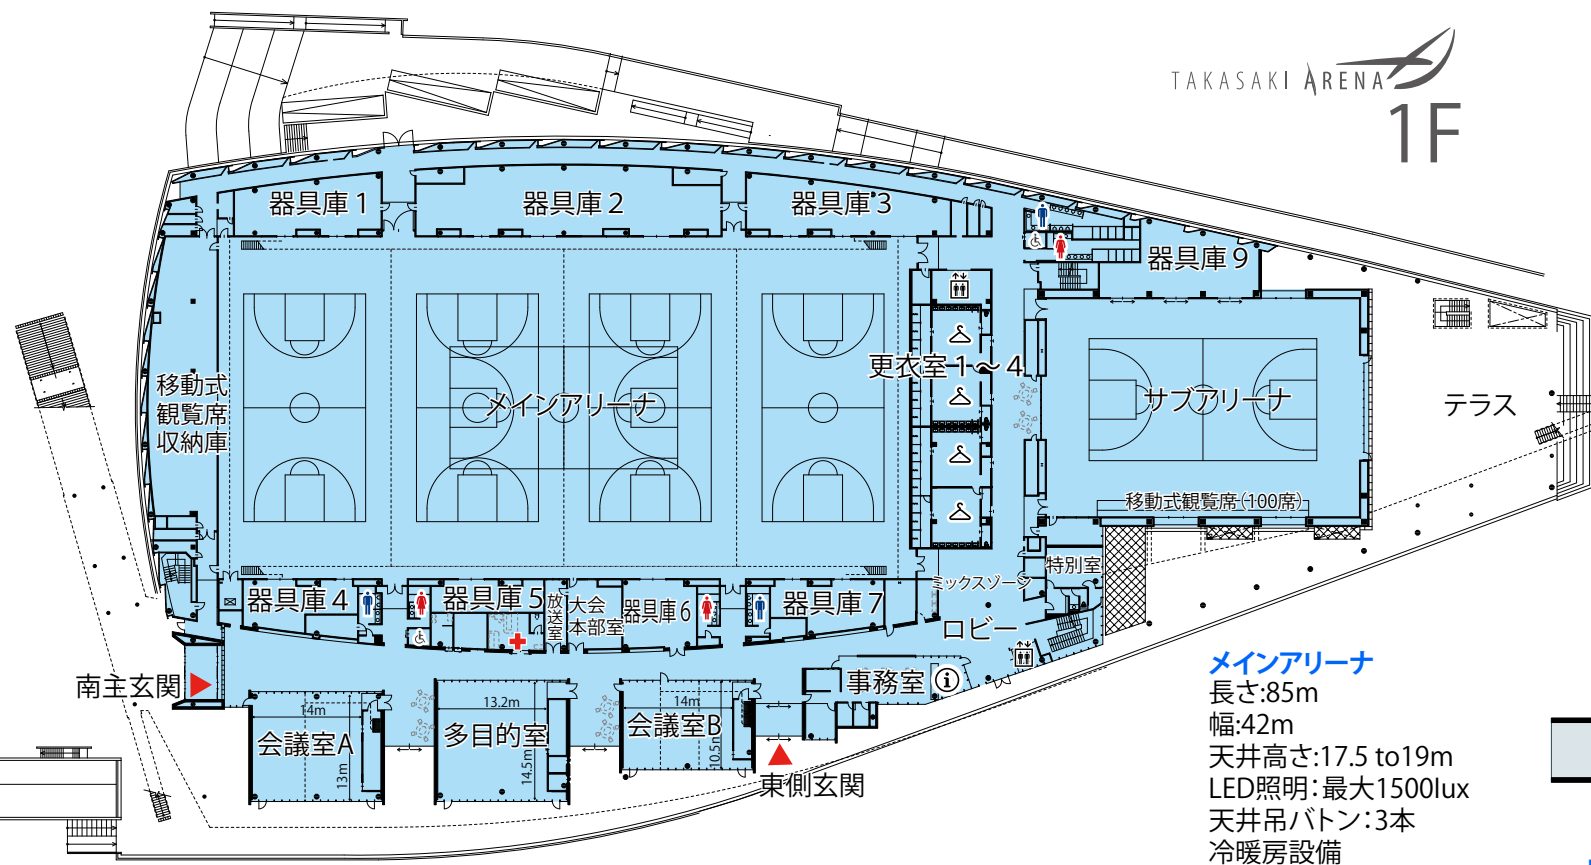 TAKASAKI ARENA
1F
器具庫1
器具庫2
器具庫3
器具庫9
移動式
観覧席
収納庫
メインアリーナ
更衣室1～4
サブアリーナ
テラス
移動式観覧席(100席)
特別室
ミックスゾーン
器具庫4
器具庫5
放送室
大会
本部室
器具庫6
器具庫7
ロビー
南主玄関
事務室
14m
会議室A
13m
13.2m
多目的室
14.5m
14m
会議室B
10.5m
東側玄関
メインアリーナ
長さ:85m
幅:42m
天井高さ:17.5 to19m
LED照明：最大1500lux
天井吊バトン：3本
冷暖房設備